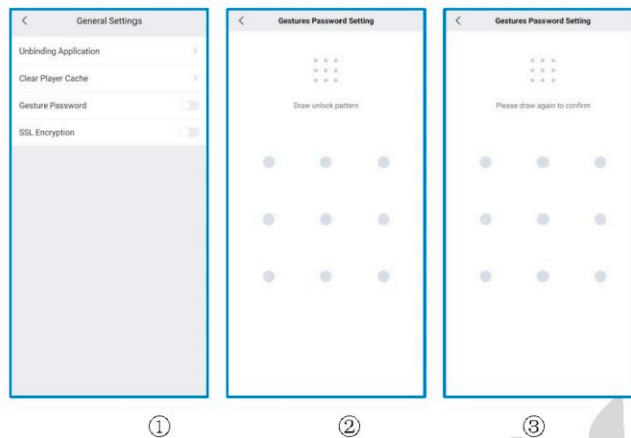 General Settings
Unbinding Application
Clear Player Cache
Gesture Password
SSL Encryption
Gestures Password Setting
Draw unlock pattern
Gestures Password Setting
Please draw again to confirm
①
②
③